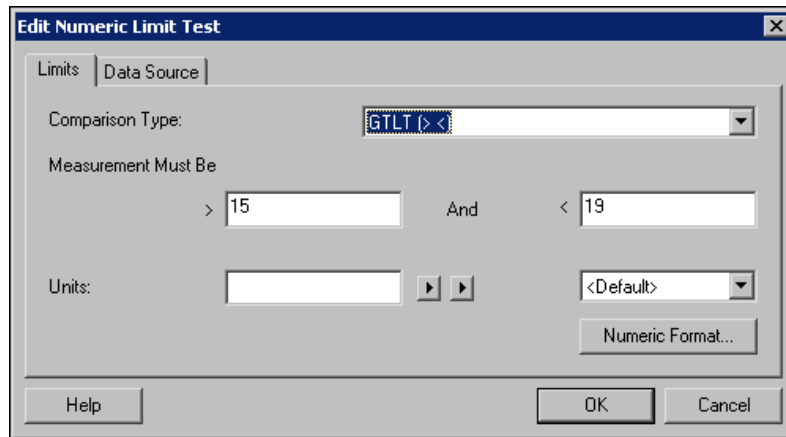 Edit Numeric Limit Test
Limits Data Source
Comparison Type: GTLT (> <)
Measurement Must Be
> 15 And < 19
Units: <Default>
Numeric Format...
Help OK Cancel